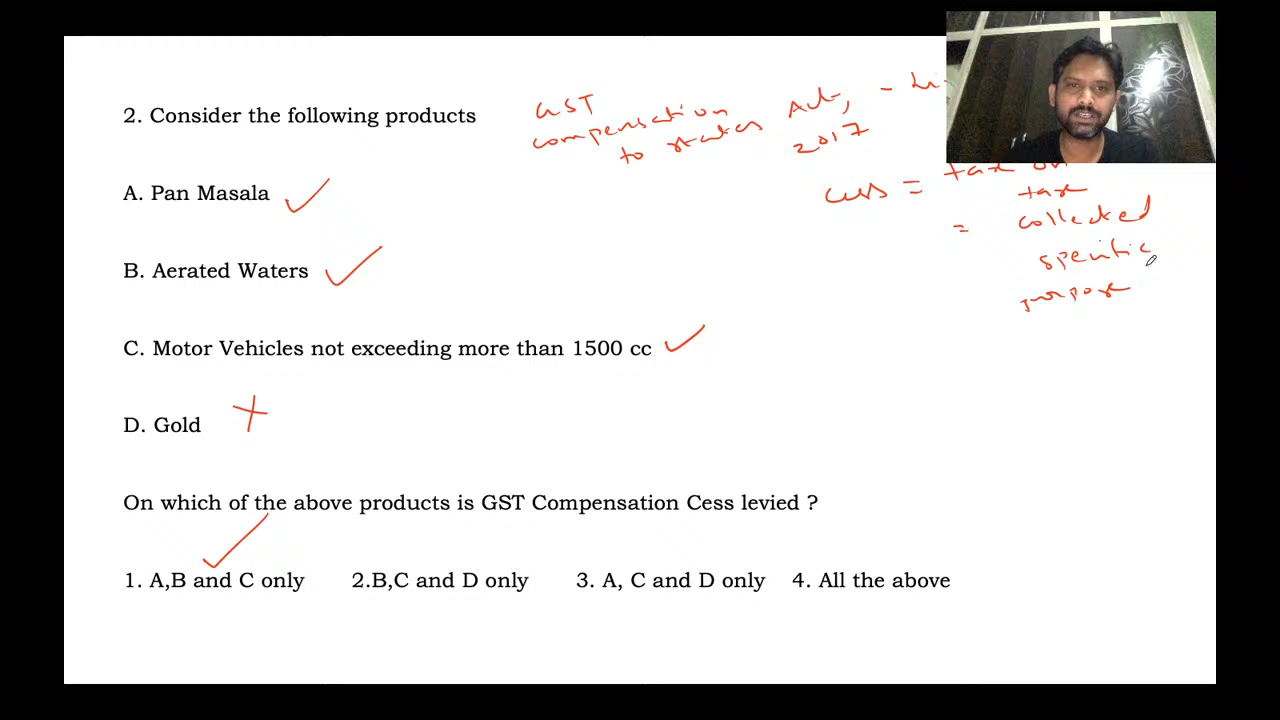 2. Consider the following products
GST
compensation
to states Act,
2017
- Li
cess = tax on
tax
= collected
specific
purpose
A. Pan Masala
B. Aerated Waters
C. Motor Vehicles not exceeding more than 1500 cc
D. Gold
On which of the above products is GST Compensation Cess levied ?
1. A,B and C only 2.B,C and D only 3. A, C and D only 4. All the above